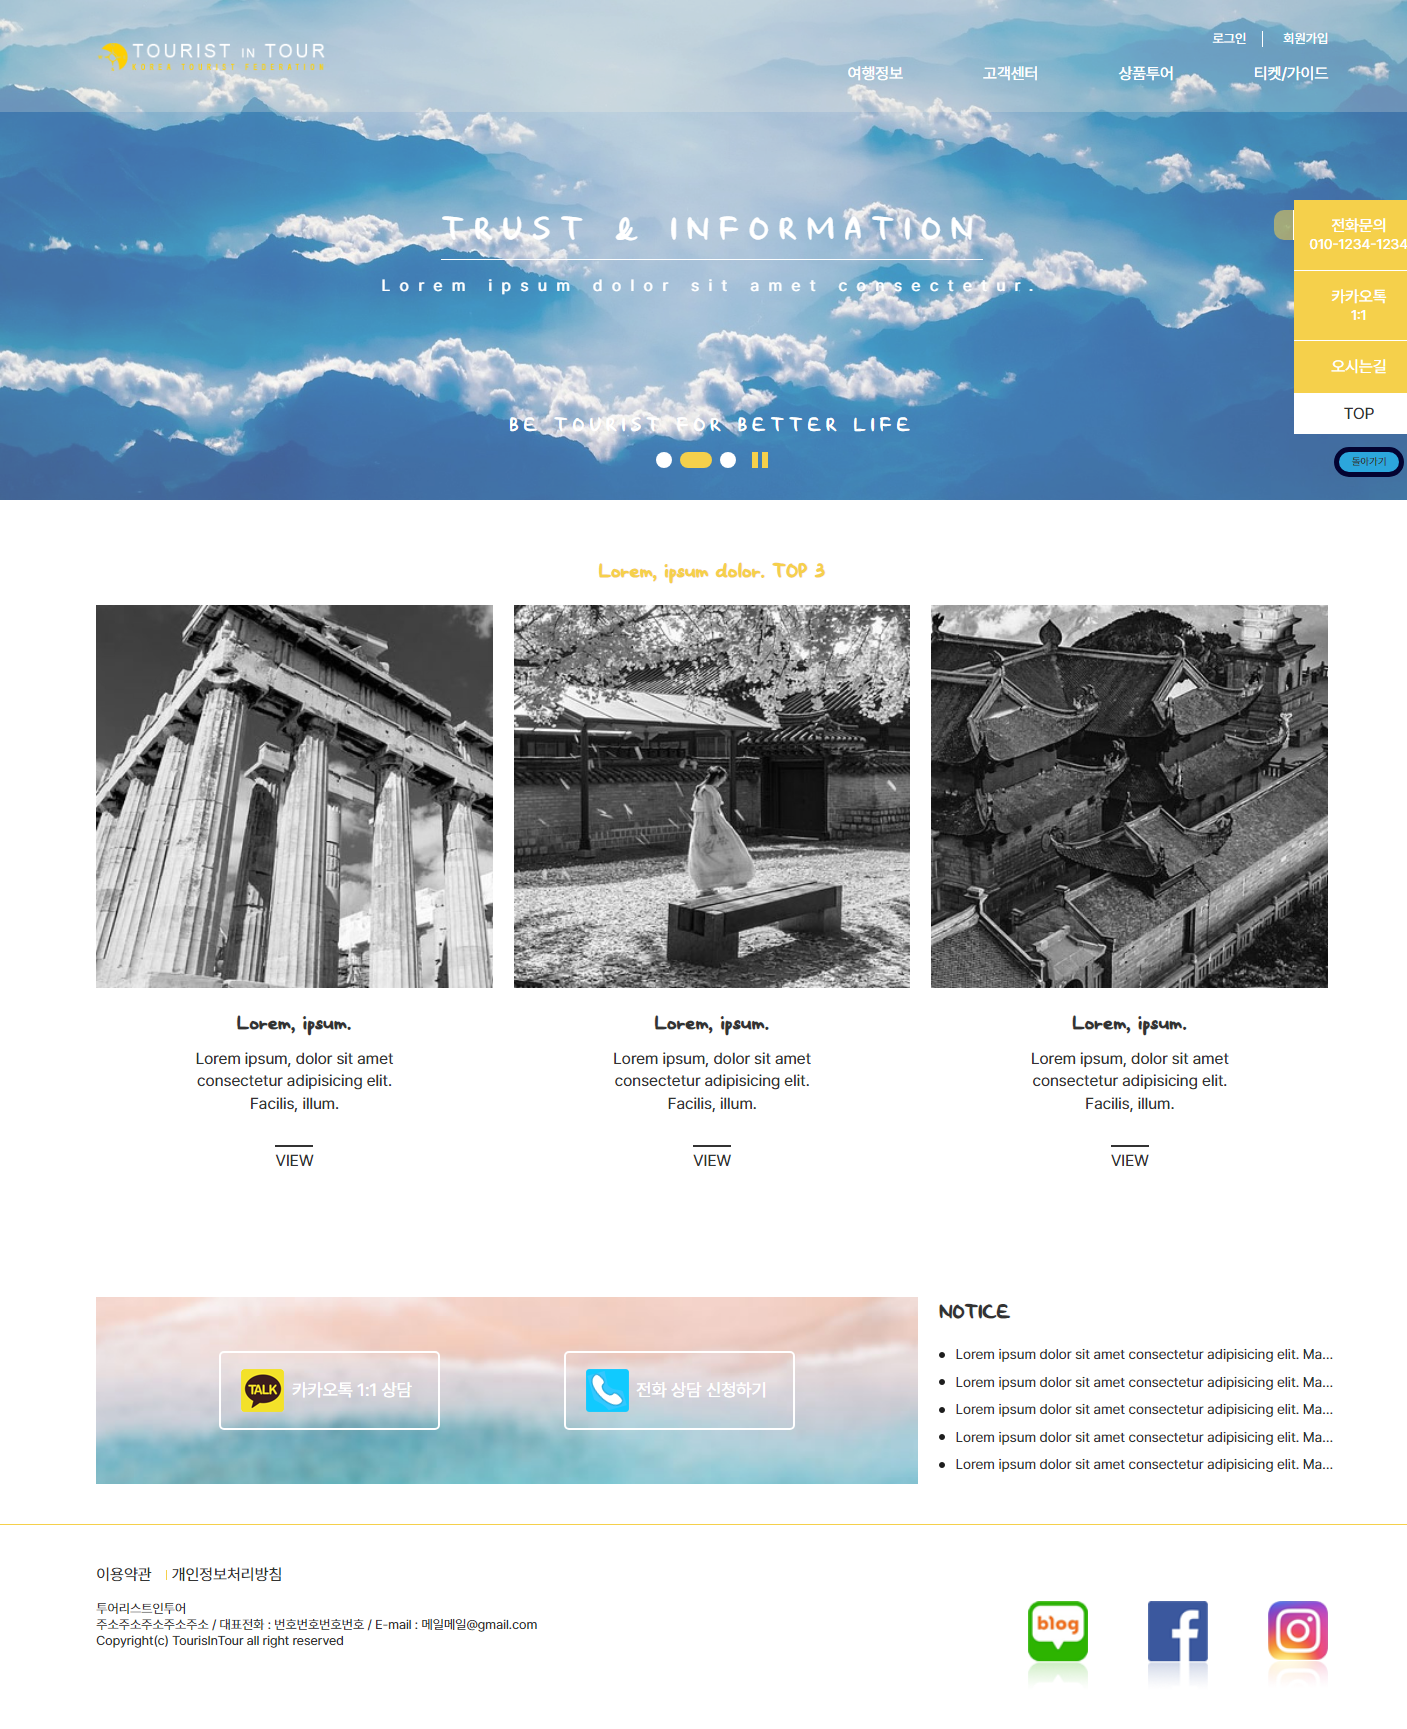 로그인
회원가입
TOURIST IN TOUR
여행정보
고객센터
상품투어
티켓/가이드
TRUST & INFORMATION
Lorem ipsum dolor sit amet consectetur.
전화문의
010-1234-1234
카카오톡
1:1
오시는길
TOP
돌아가기
BE TOURIST FOR BETTER LIFE
Lorem, ipsum dolor. TOP 3
Lorem, ipsum.
Lorem ipsum, dolor sit amet
consectetur adipisicing elit.
Facilis, illum.
VIEW
Lorem, ipsum.
Lorem ipsum, dolor sit amet
consectetur adipisicing elit.
Facilis, illum.
VIEW
Lorem, ipsum.
Lorem ipsum, dolor sit amet
consectetur adipisicing elit.
Facilis, illum.
VIEW
TALK
카카오톡 1:1 상담
전화 상담 신청하기
NOTICE
Lorem ipsum dolor sit amet consectetur adipisicing elit. Ma...
Lorem ipsum dolor sit amet consectetur adipisicing elit. Ma...
Lorem ipsum dolor sit amet consectetur adipisicing elit. Ma...
Lorem ipsum dolor sit amet consectetur adipisicing elit. Ma...
Lorem ipsum dolor sit amet consectetur adipisicing elit. Ma...
이용약관
개인정보처리방침
투어리스트인투어
주소주소주소주소주소 / 대표전화 : 번호번호번호번호 / E-mail : 메일메일@gmail.com
Copyright(c) TourisInTour all right reserved
blog